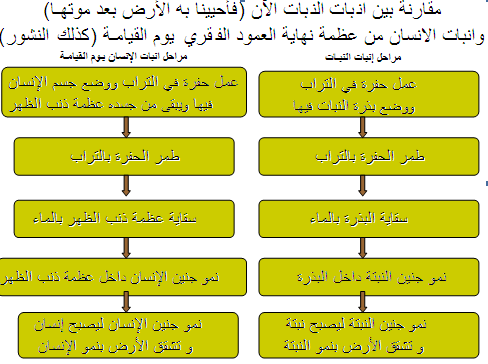 مقارنة بين انبات النبات الآن (فأحيينا به الأرض بعد موتها)
وانبات الانسان من عظمة نهاية العمود الفقري يوم القيامة (كذلك النشور)
مراحل إنبات النبات
عمل حفرة في التراب
ووضع بذرة النبات فيها
طمر الحفرة بالتراب
سقاية البذرة بالماء
نمو جنين النبتة داخل البذرة
نمو جنين النبتة ليصبح نبتة
و تشقق الأرض بنمو النبتة
مراحل انبات الإنسان يوم القيامة
عمل حفرة في التراب ووضع جسم الإنسان
فيها ويبقى من جسده عظمة ذنب الظهر
طمر الحفرة بالتراب
سقاية عظمة ذنب الظهر بالماء
نمو جنين الإنسان داخل عظمة ذنب الظهر
نمو جنين الإنسان ليصبح إنسان
و تشقق الأرض بنمو الإنسان